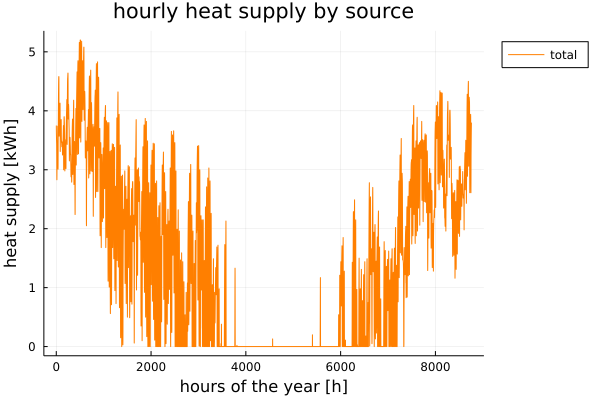 hourly heat supply by source
total
heat supply [kWh]
5
4
3
2
1
0
0 2000 4000 6000 8000
hours of the year [h]